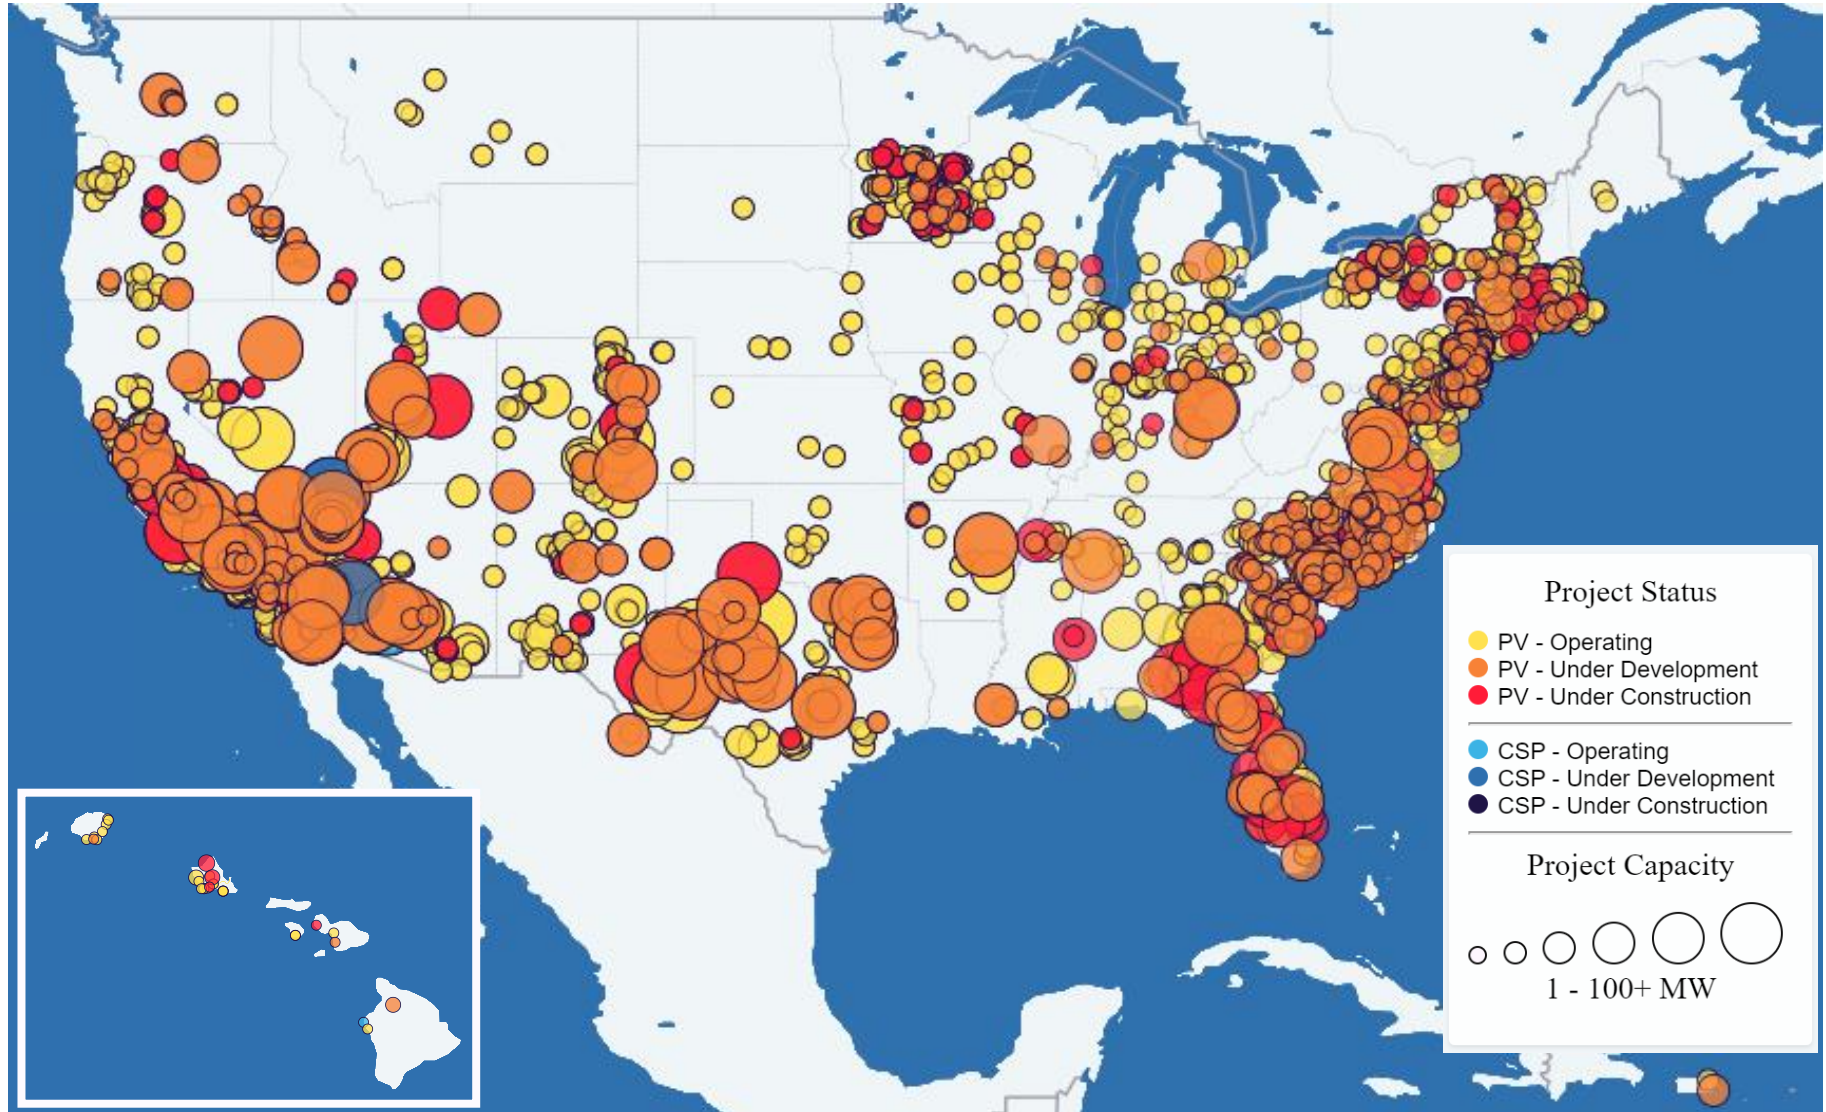 Project Status
PV - Operating
PV - Under Development
PV - Under Construction
CSP - Operating
CSP - Under Development
CSP - Under Construction
Project Capacity
1 - 100+ MW